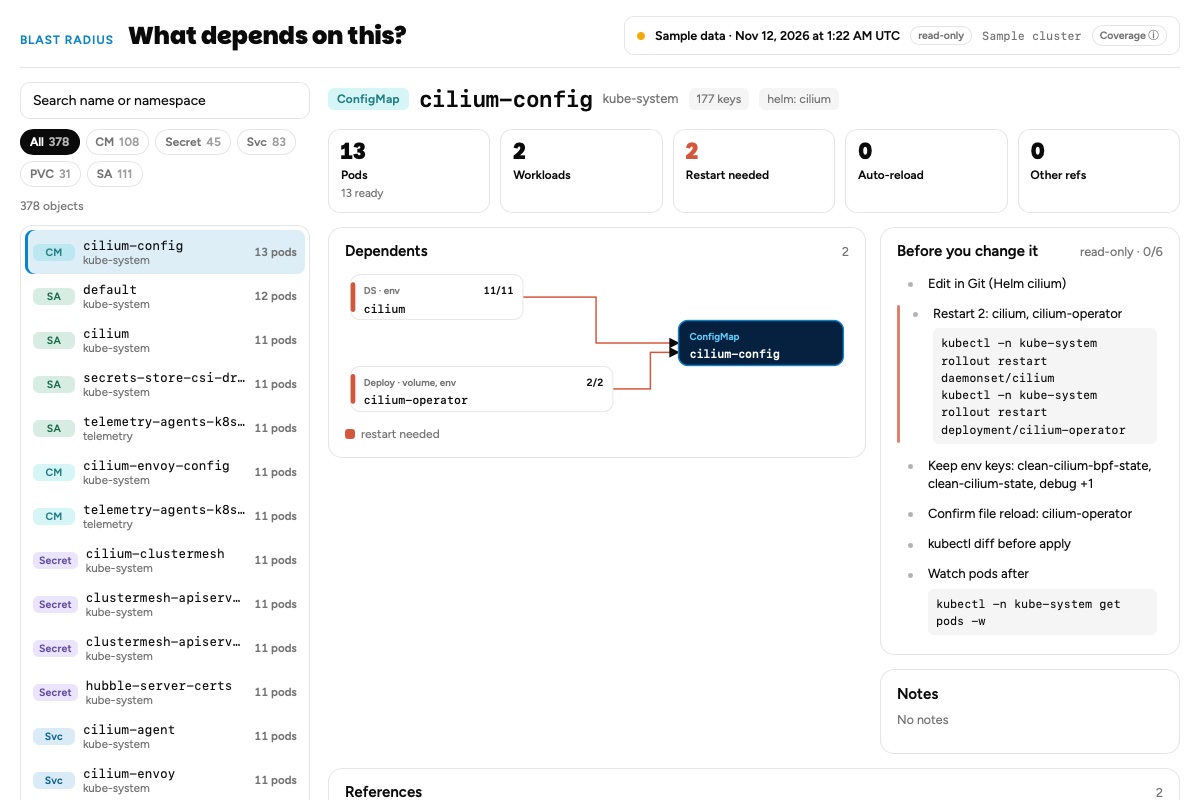 BLAST RADIUS What depends on this?
Sample data · Nov 12, 2026 at 1:22 AM UTC read-only Sample cluster Coverage ⓘ
Search name or namespace
All 378 CM 108 Secret 45 Svc 83
PVC 31 SA 111
378 objects
CM cilium-config 13 pods
kube-system
SA default 12 pods
kube-system
SA cilium 11 pods
kube-system
SA secrets-store-csi-dr… 11 pods
kube-system
SA telemetry-agents-k8s… 11 pods
telemetry
CM cilium-envoy-config 11 pods
kube-system
CM telemetry-agents-k8s… 11 pods
telemetry
Secret cilium-clustermesh 11 pods
kube-system
Secret clustermesh-apiserv… 11 pods
kube-system
Secret clustermesh-apiserv… 11 pods
kube-system
Secret hubble-server-certs 11 pods
kube-system
Svc cilium-agent 11 pods
kube-system
Svc cilium-envoy 11 pods
kube-system
ConfigMap cilium-config kube-system 177 keys helm: cilium
13
Pods
13 ready
2
Workloads
2
Restart needed
0
Auto-reload
0
Other refs
Dependents 2
DS · env 11/11
cilium
Deploy · volume, env 2/2
cilium-operator
ConfigMap
cilium-config
restart needed
Before you change it read-only · 0/6
Edit in Git (Helm cilium)
Restart 2: cilium, cilium-operator
kubectl -n kube-system
rollout restart
daemonset/cilium
kubectl -n kube-system
rollout restart
deployment/cilium-operator
Keep env keys: clean-cilium-bpf-state,
clean-cilium-state, debug +1
Confirm file reload: cilium-operator
kubectl diff before apply
Watch pods after
kubectl -n kube-system get
pods -w
Notes
No notes
References 2